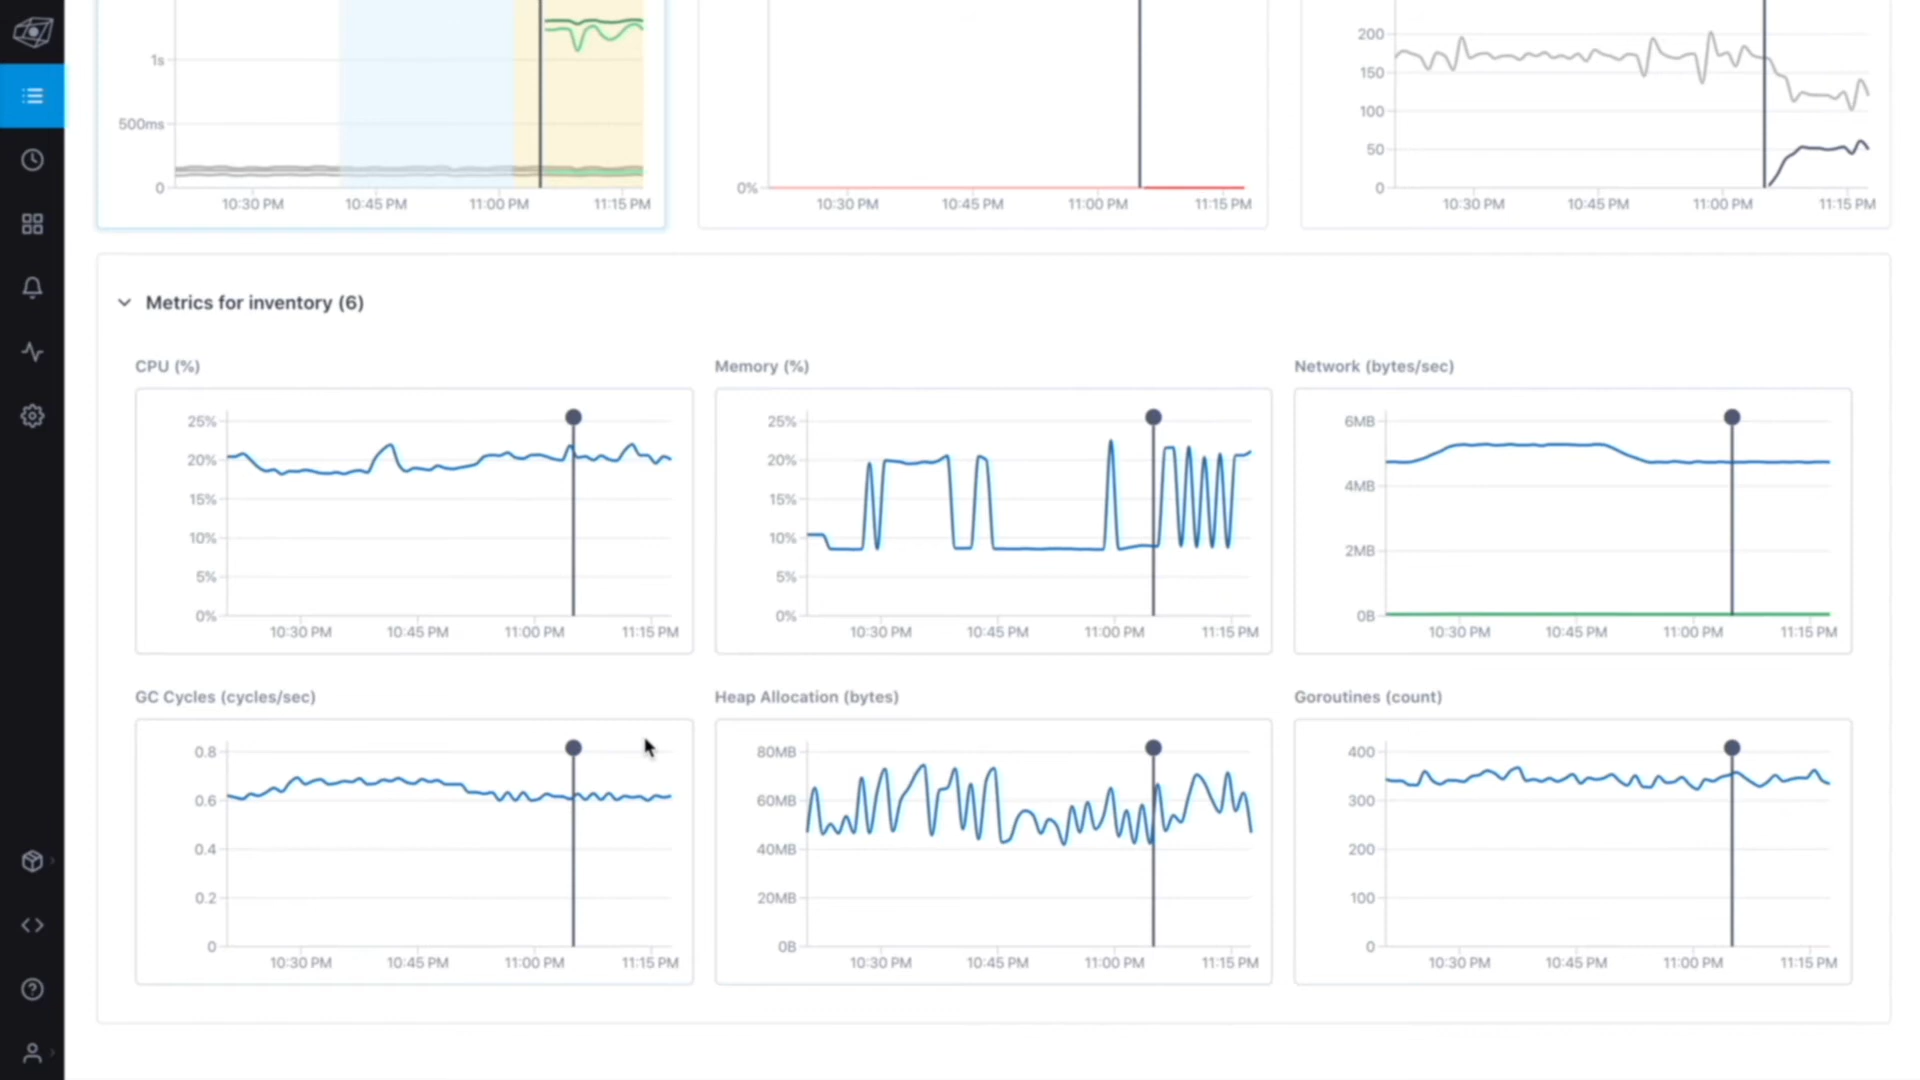 1s
500ms
0
10:30 PM 10:45 PM 11:00 PM 11:15 PM
0%
10:30 PM 10:45 PM 11:00 PM 11:15 PM
200
150
100
50
0
10:30 PM 10:45 PM 11:00 PM 11:15 PM
Metrics for inventory (6)
CPU (%)
25%
20%
15%
10%
5%
0%
10:30 PM 10:45 PM 11:00 PM 11:15 PM
Memory (%)
25%
20%
15%
10%
5%
0%
10:30 PM 10:45 PM 11:00 PM 11:15 PM
Network (bytes/sec)
6MB
4MB
2MB
0B
10:30 PM 10:45 PM 11:00 PM 11:15 PM
GC Cycles (cycles/sec)
0.8
0.6
0.4
0.2
0
10:30 PM 10:45 PM 11:00 PM 11:15 PM
Heap Allocation (bytes)
80MB
60MB
40MB
20MB
0B
10:30 PM 10:45 PM 11:00 PM 11:15 PM
Goroutines (count)
400
300
200
100
0
10:30 PM 10:45 PM 11:00 PM 11:15 PM